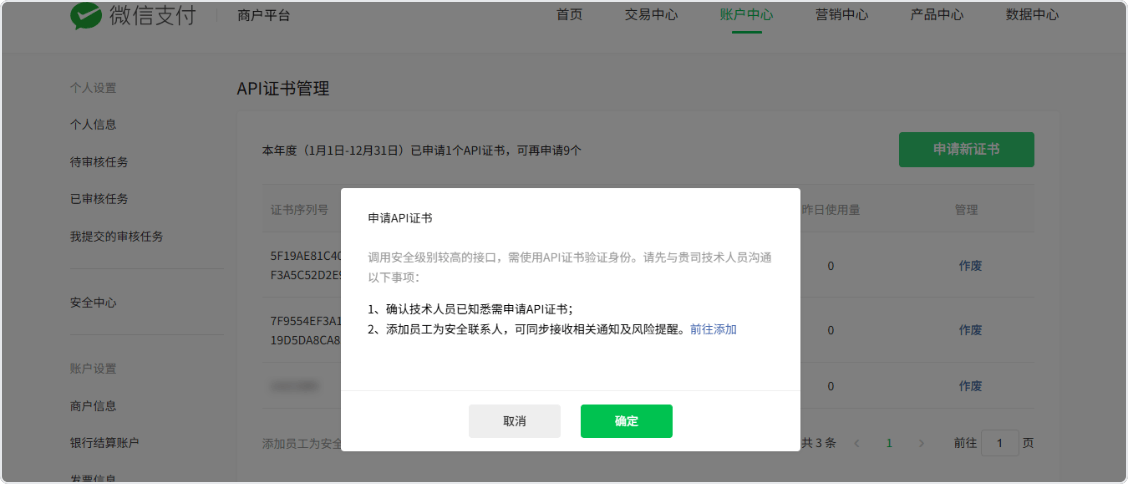 微信支付 商户平台 首页 交易中心 账户中心 营销中心 产品中心 数据中心
个人设置
个人信息
待审核任务
已审核任务
我提交的审核任务
安全中心
账户设置
商户信息
银行结算账户
发票信息
API证书管理
本年度（1月1日-12月31日）已申请1个API证书，可再申请9个
申请新证书
证书序列号 昨日使用量 管理
5F19AE81C40
F3A5C52D2E9
0 作废
7F9554EF3A1
19D5DA8CA8
0 作废
0 作废
添加员工为安全
共 3 条 < 1 > 前往 1 页
申请API证书
调用安全级别较高的接口，需使用API证书验证身份。请先与贵司技术人员沟通
以下事项：
1、确认技术人员已知悉需申请API证书；
2、添加员工为安全联系人，可同步接收相关通知及风险提醒。前往添加
取消 确定